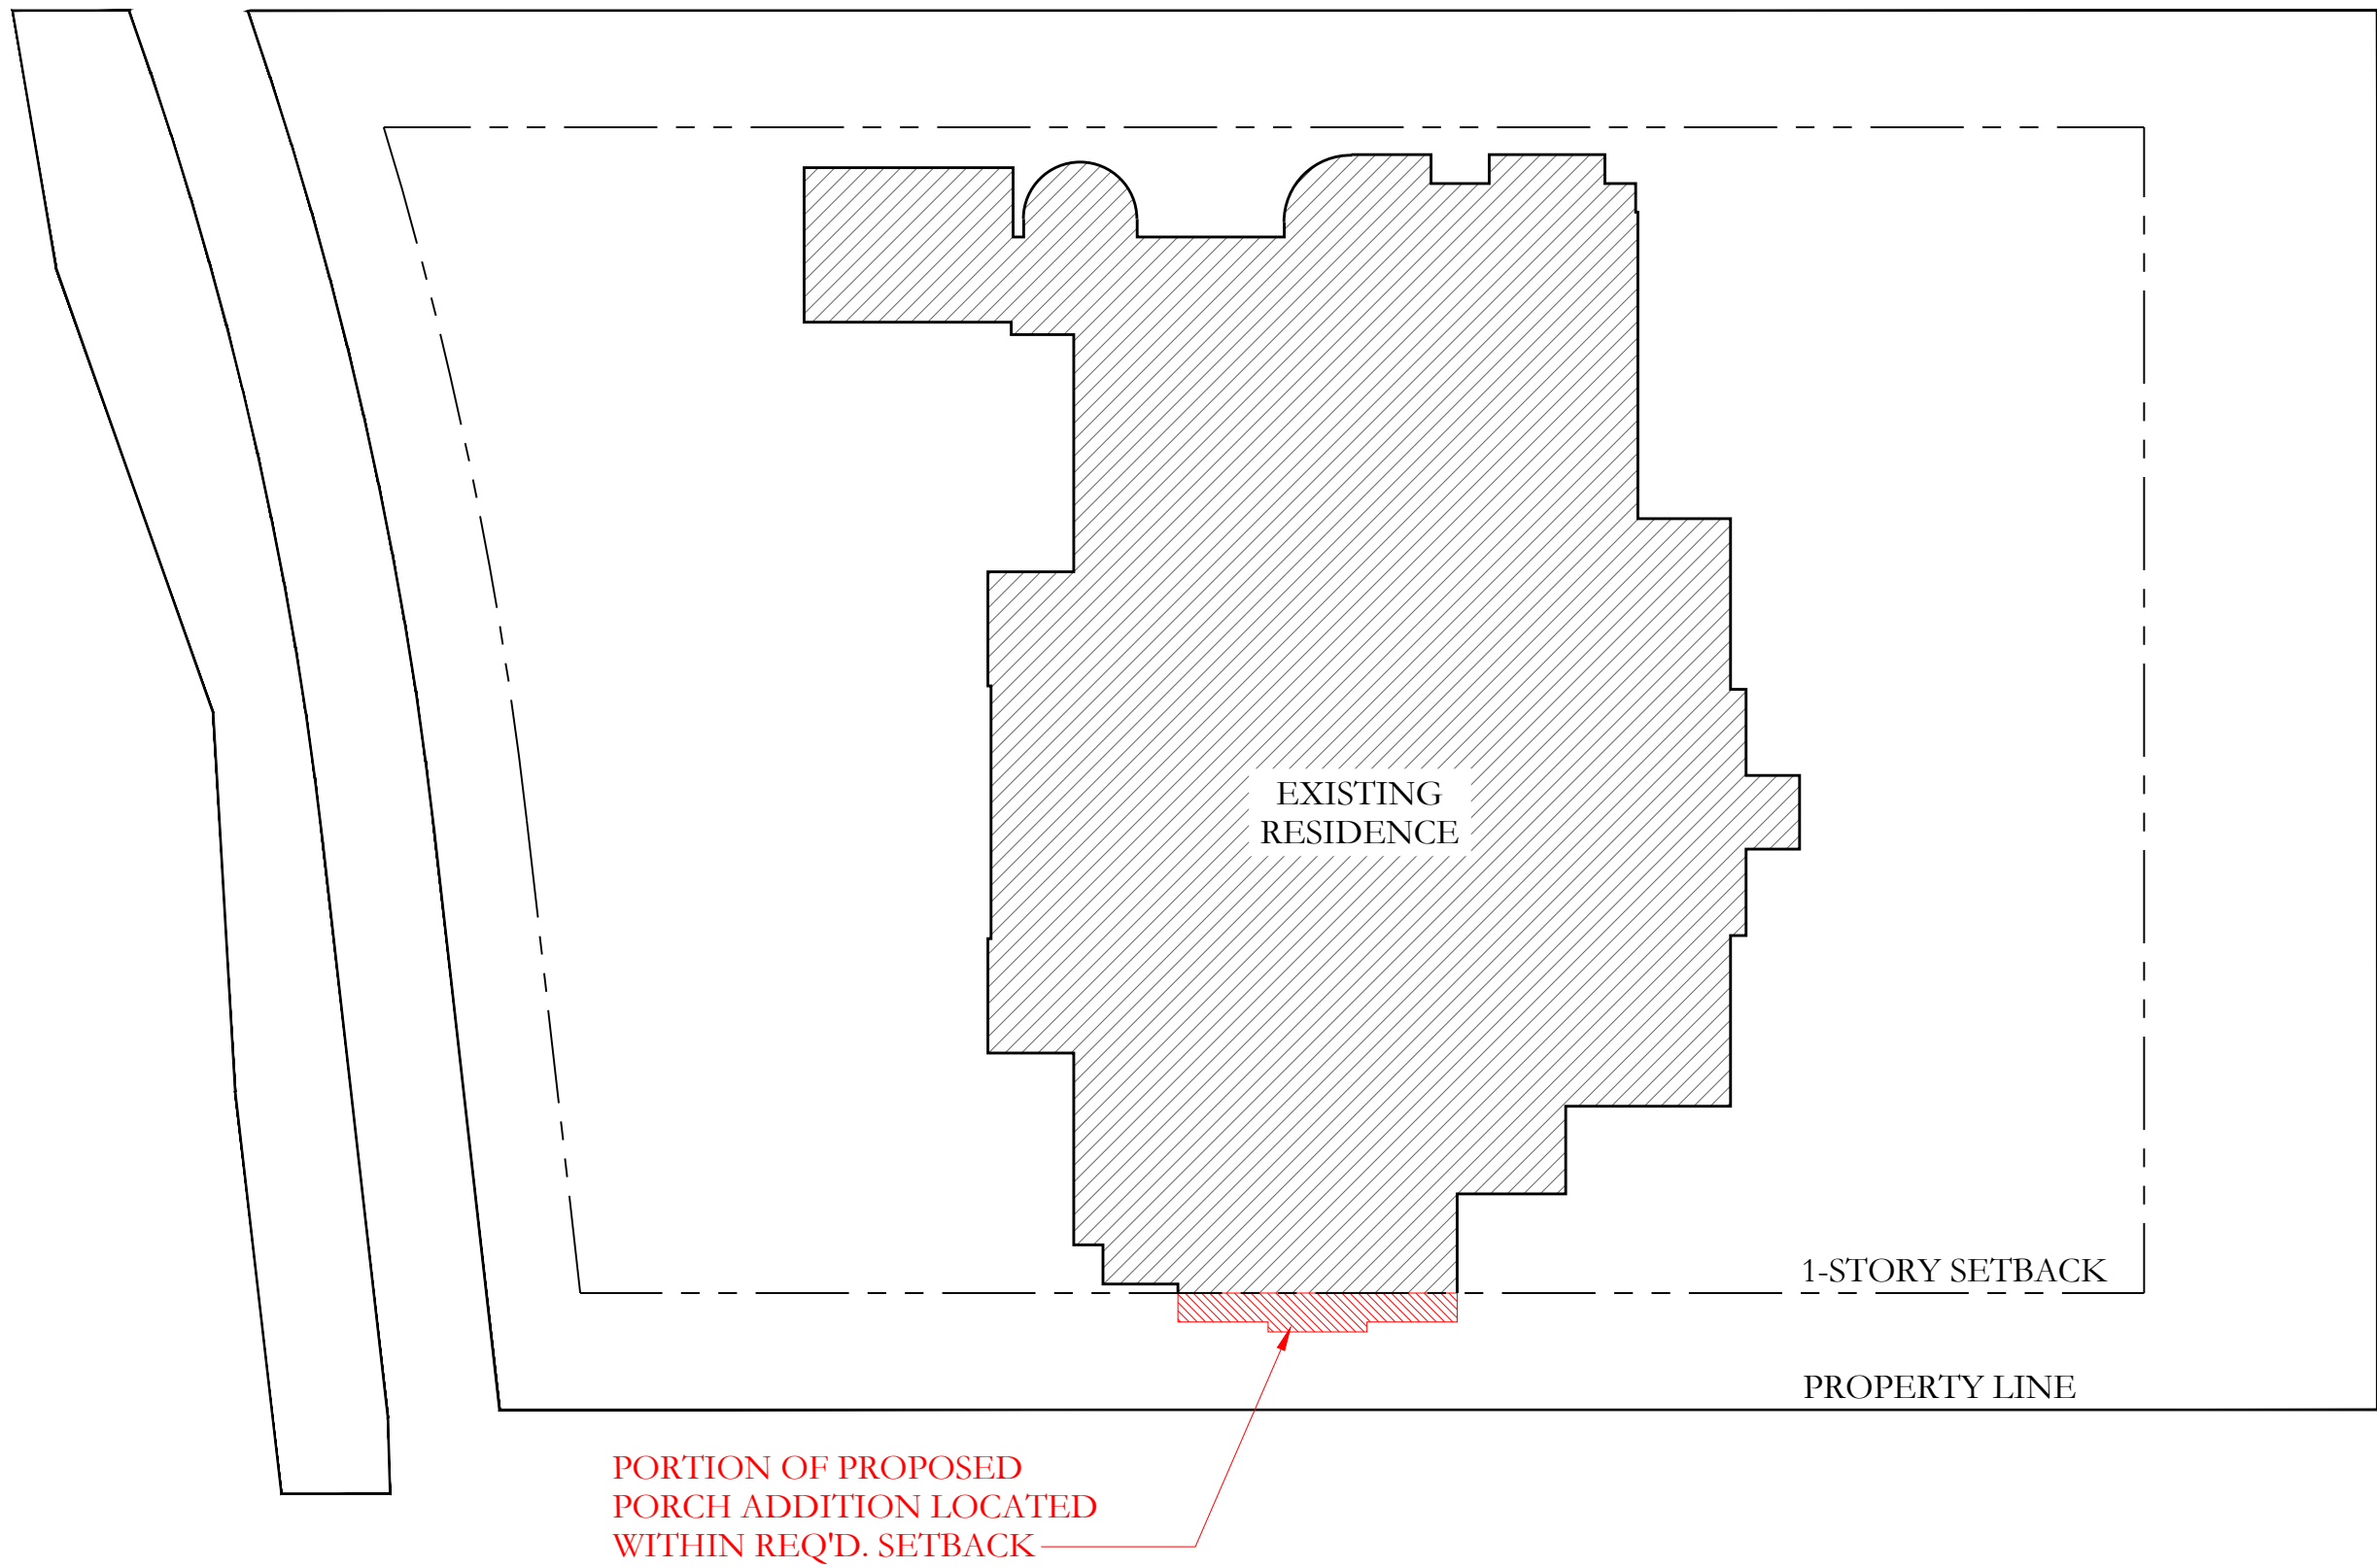 EXISTING
RESIDENCE
1-STORY SETBACK
PROPERTY LINE
PORTION OF PROPOSED
PORCH ADDITION LOCATED
WITHIN REQ'D. SETBACK